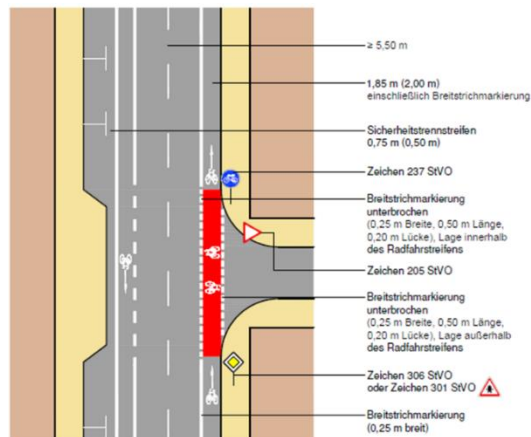 ≥ 5,50 m
1,85 m (2,00 m)
einschließlich Breitstrichmarkierung
Sicherheitstrennstreifen
0,75 m (0,50 m)
Zeichen 237 StVO
Breitstrichmarkierung
unterbrochen
(0,25 m Breite, 0,50 m Länge,
0,20 m Lücke), Lage innerhalb
des Radfahrstreifens
Zeichen 205 StVO
Breitstrichmarkierung
unterbrochen
(0,25 m Breite, 0,50 m Länge,
0,20 m Lücke), Lage außerhalb
des Radfahrstreifens
Zeichen 306 StVO
oder Zeichen 301 StVO
Breitstrichmarkierung
(0,25 m breit)